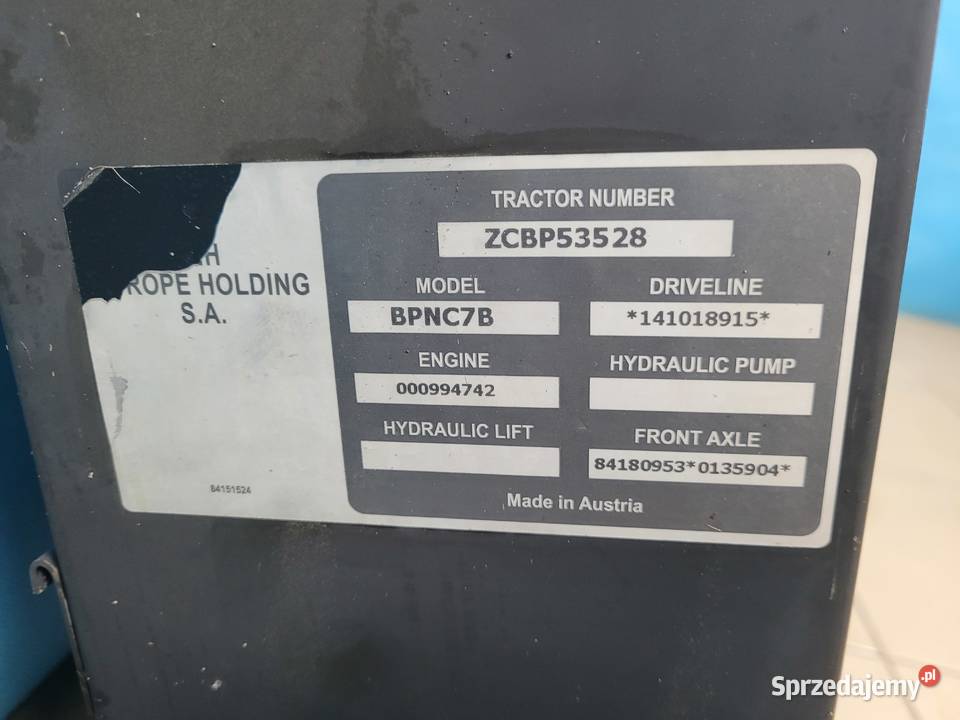 ROPE HOLDING
S.A.
84151524
TRACTOR NUMBER
ZCBP53528
MODEL
BPNC7B
DRIVELINE
*141018915*
ENGINE
000994742
HYDRAULIC PUMP
HYDRAULIC LIFT
FRONT AXLE
84180953*0135904*
Made in Austria
Sprzedajemy.pl